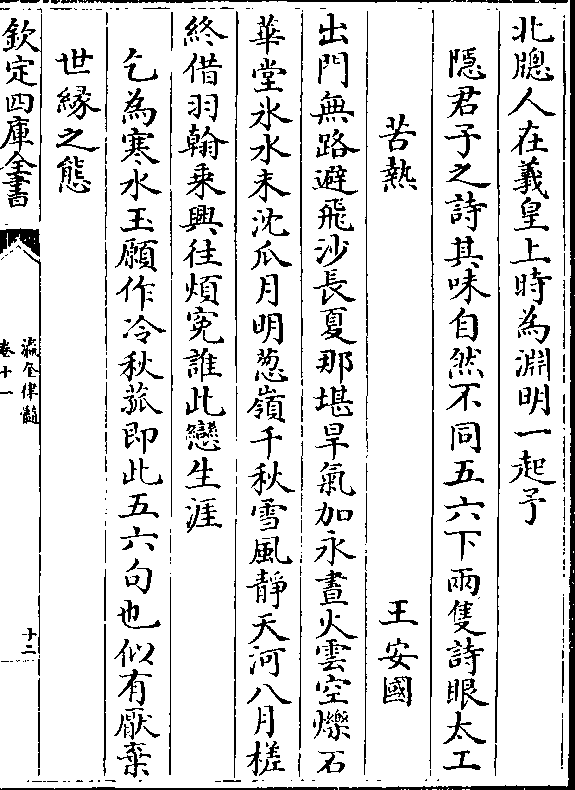 北牎人在羲皇上時為淵明一起予
隱君子之詩其味自然不同五六下兩隻詩眼太工
苦熱 王安國
出門無路避飛沙長夏那堪旱氣加永晝火雲空爍石
華堂氷水未沈瓜月明葱嶺千秋雪風靜天河八月槎
終借羽翰乘興往煩寃誰此戀生涯
乞為寒水玉願作冷秋菰即此五六句也似有厭棄
世緣之態
欽定四庫全書
瀛奎律髓
卷十一
十二